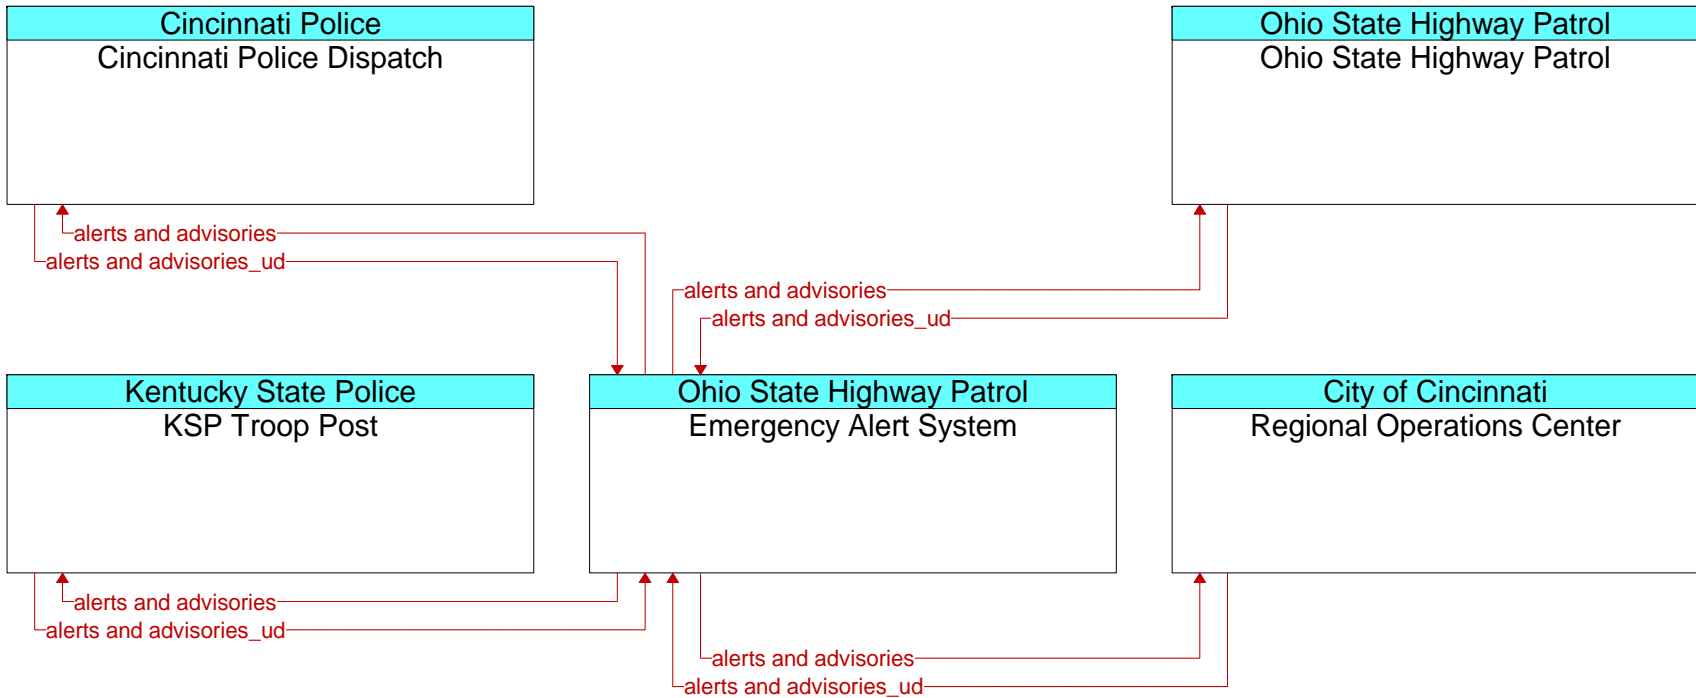 Cincinnati Police
Cincinnati Police Dispatch
Ohio State Highway Patrol
Ohio State Highway Patrol
alerts and advisories
alerts and advisories_ud
alerts and advisories
alerts and advisories_ud
Kentucky State Police
KSP Troop Post
Ohio State Highway Patrol
Emergency Alert System
City of Cincinnati
Regional Operations Center
alerts and advisories
alerts and advisories_ud
alerts and advisories
alerts and advisories_ud